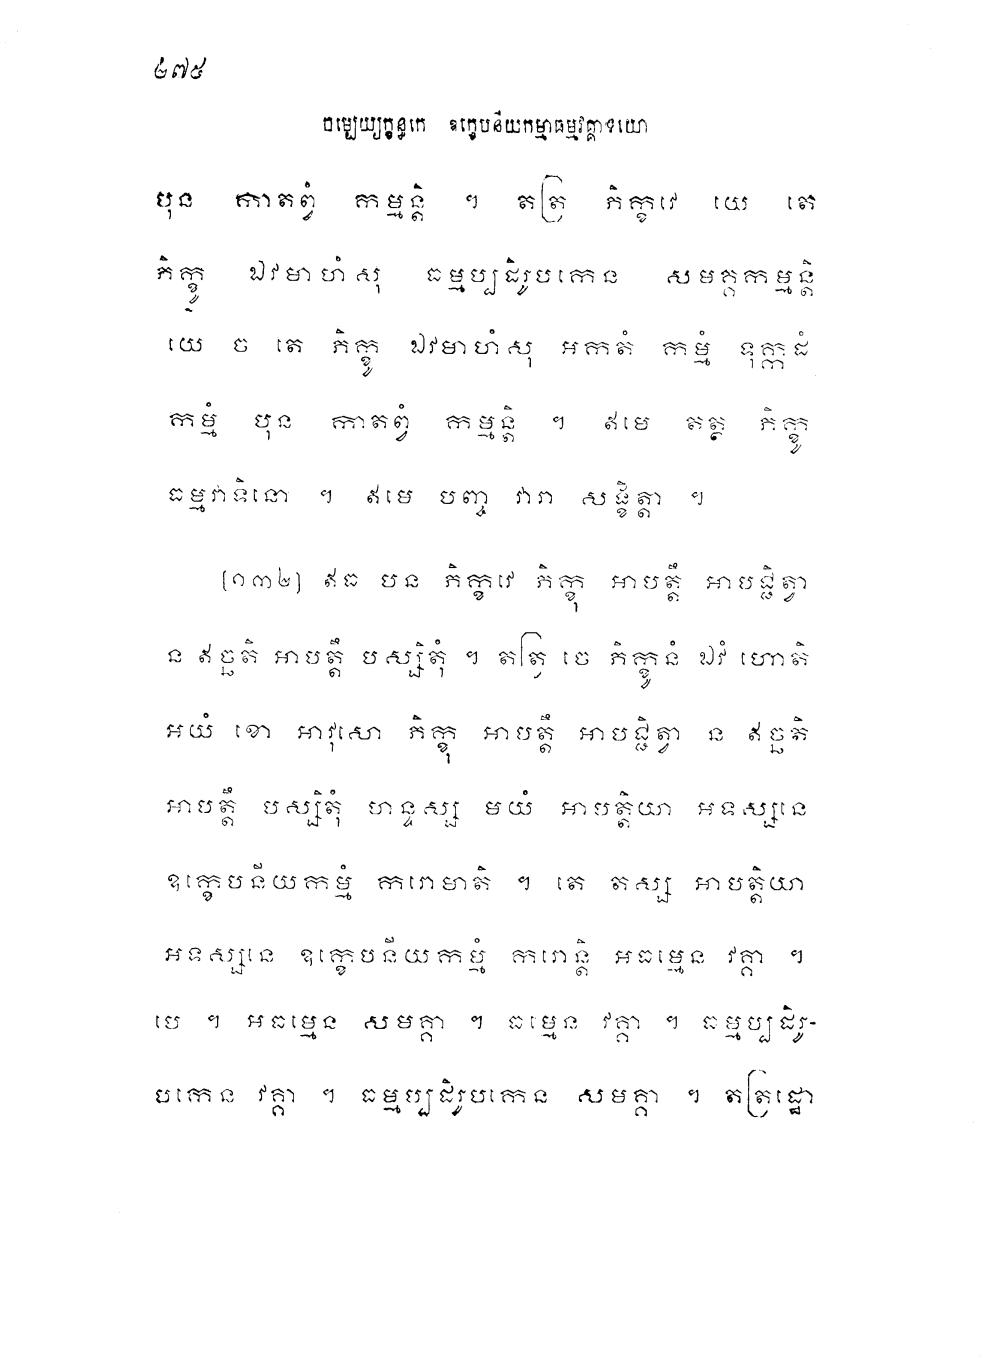 ៤៧៥
ចម្បេយ្យក្ខន្ធកេ ឧក្ខេបនីយកម្មាធម្មវគ្គាទយោ
បុន កាតព្វំ កម្មន្តិ ។ តត្រ ភិក្ខវេ យេ តេ
ភិក្ខូ ឯវមាហំសុ ធម្មប្បដិរូបកេន សមគ្គកម្មន្តិ
យេ ច តេ ភិក្ខូ ឯវមាហំសុ អកតំ កម្មំ ទុក្កដំ
កម្មំ បុន កាតព្វំ កម្មន្តិ ។ ឥមេ តត្ថ ភិក្ខូ
ធម្មវាទិនោ ។ ឥមេ បញ្ច វារា សង្ខិត្តា ។
[១៣២] ឥធ បន ភិក្ខវេ ភិក្ខុ អាបត្តឹ អាបជ្ជិត្វា
ន ឥច្ឆតិ អាបត្តឹ បស្សិតុំ ។ តត្រ ចេ ភិក្ខូនំ ឯវំ ហោតិ
អយំ ខោ អាវុសោ ភិក្ខុ អាបត្តឹ អាបជ្ជិត្វា ន ឥច្ឆតិ
អាបត្តឹ បស្សិតុំ ហន្ទស្ស មយំ អាបត្តិយា អទស្សនេ
ឧក្ខេបនីយកម្មំ ករោមាតិ ។ តេ តស្ស អាបត្តិយា
អទស្សនេ ឧក្ខេបនីយកម្មំ ករោន្តិ អធម្មេន វគ្គា ។
បេ ។ អធម្មេន សមគ្គា ។ ធម្មេន វគ្គា ។ ធម្មប្បដិរូ-
បកេន វគ្គា ។ ធម្មប្បដិរូបកេន សមគ្គា ។ តត្រដ្ឋោ